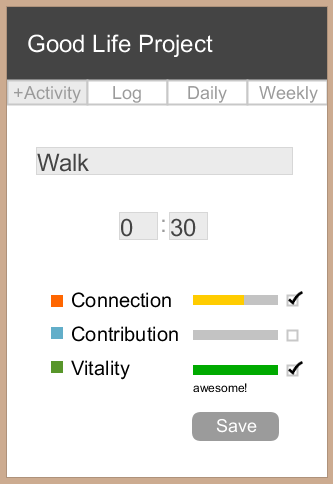 Good Life Project
+Activity Log Daily Weekly
Walk
0 : 30
Connection
Contribution
Vitality
awesome!
Save